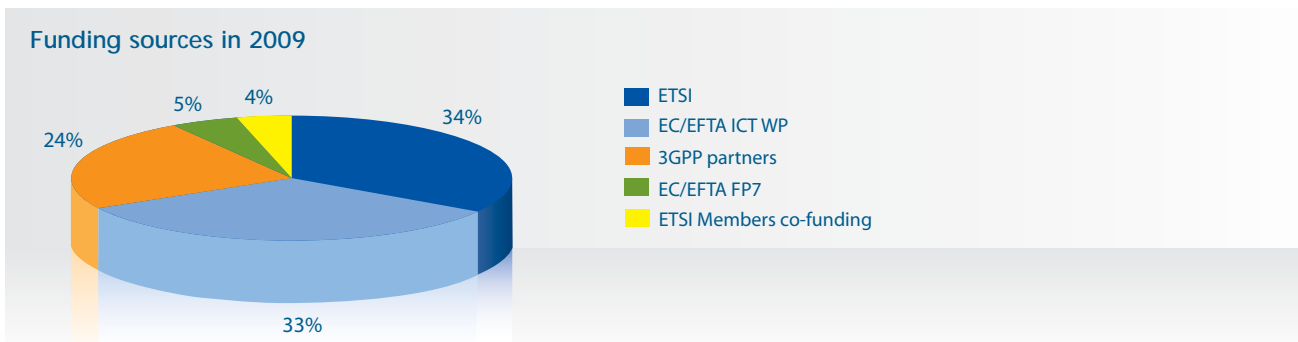 Funding sources in 2009
5%
4%
34%
24%
33%
ETSI
EC/EFTA ICT WP
3GPP partners
EC/EFTA FP7
ETSI Members co-funding